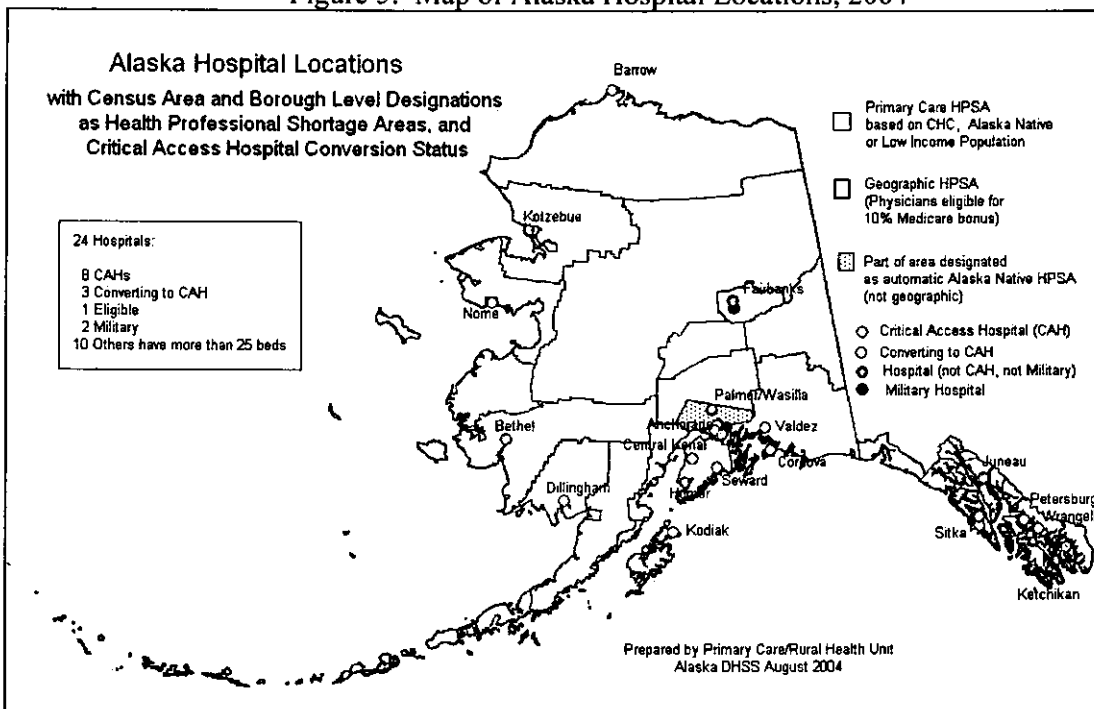 Figure 5: Map of Alaska Hospital Locations, 2004
Alaska Hospital Locations
with Census Area and Borough Level Designations
as Health Professional Shortage Areas, and
Critical Access Hospital Conversion Status
24 Hospitals:
8 CAHs
3 Converting to CAH
1 Eligible
2 Military
10 Others have more than 25 beds
Primary Care HPSA
based on CHC, Alaska Native
or Low Income Population
Geographic HPSA
(Physicians eligible for
10% Medicare bonus)
Part of area designated
as automatic Alaska Native HPSA
(not geographic)
Critical Access Hospital (CAH)
Converting to CAH
Hospital (not CAH, not Military)
Military Hospital
Barrow
Kotzebue
Nome
Fairbanks
Palmer/Wasilla
Anchorage
Valdez
Bethel
Central Kenai
Cordova
Seward
Homer
Dillingham
Kodiak
Juneau
Petersburg
Wrangel
Sitka
Ketchikan
Prepared by Primary Care/Rural Health Unit
Alaska DHSS August 2004